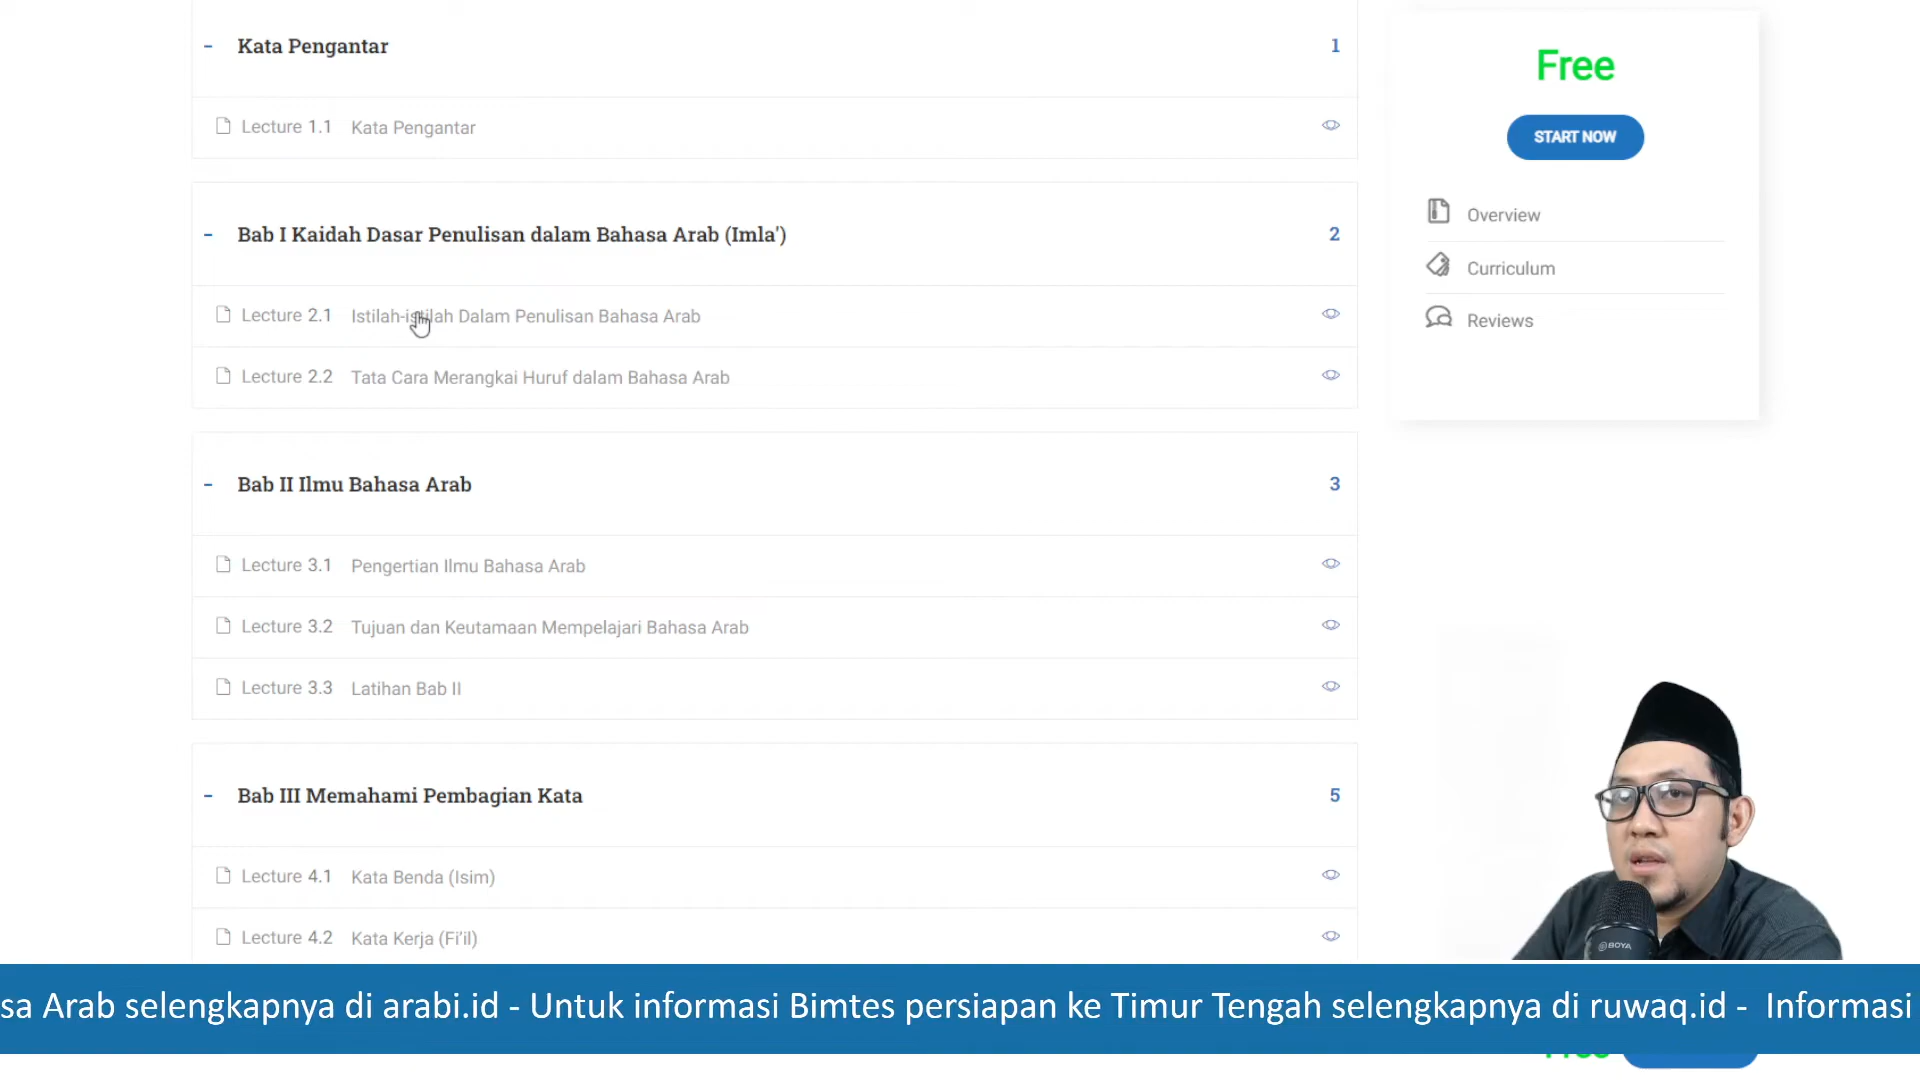 Kata Pengantar 1
Lecture 1.1 Kata Pengantar
Bab I Kaidah Dasar Penulisan dalam Bahasa Arab (Imla') 2
Lecture 2.1 Istilah-istilah Dalam Penulisan Bahasa Arab
Lecture 2.2 Tata Cara Merangkai Huruf dalam Bahasa Arab
Bab II Ilmu Bahasa Arab 3
Lecture 3.1 Pengertian Ilmu Bahasa Arab
Lecture 3.2 Tujuan dan Keutamaan Mempelajari Bahasa Arab
Lecture 3.3 Latihan Bab II
Bab III Memahami Pembagian Kata 5
Lecture 4.1 Kata Benda (Isim)
Lecture 4.2 Kata Kerja (Fi'il)
Free
START NOW
Overview
Curriculum
Reviews
BOYA
sa Arab selengkapnya di arabi.id - Untuk informasi Bimtes persiapan ke Timur Tengah selengkapnya di ruwaq.id - Informasi